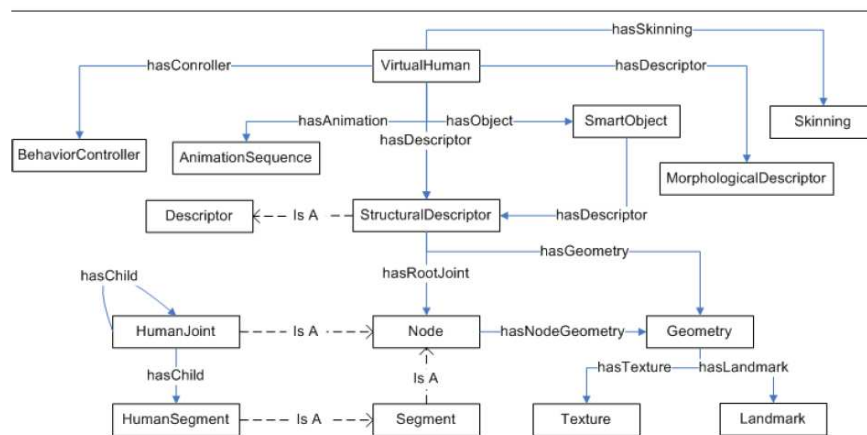 hasSkinning
VirtualHuman
hasConroller
hasDescriptor
hasAnimation
hasObject
SmartObject
Skinning
hasDescriptor
BehaviorController
AnimationSequence
MorphologicalDescriptor
Descriptor
Is A
StructuralDescriptor
hasDescriptor
hasGeometry
hasRootJoint
hasChild
HumanJoint
Is A
Node
hasNodeGeometry
Geometry
hasChild
Is A
hasTexture
hasLandmark
HumanSegment
Is A
Segment
Texture
Landmark